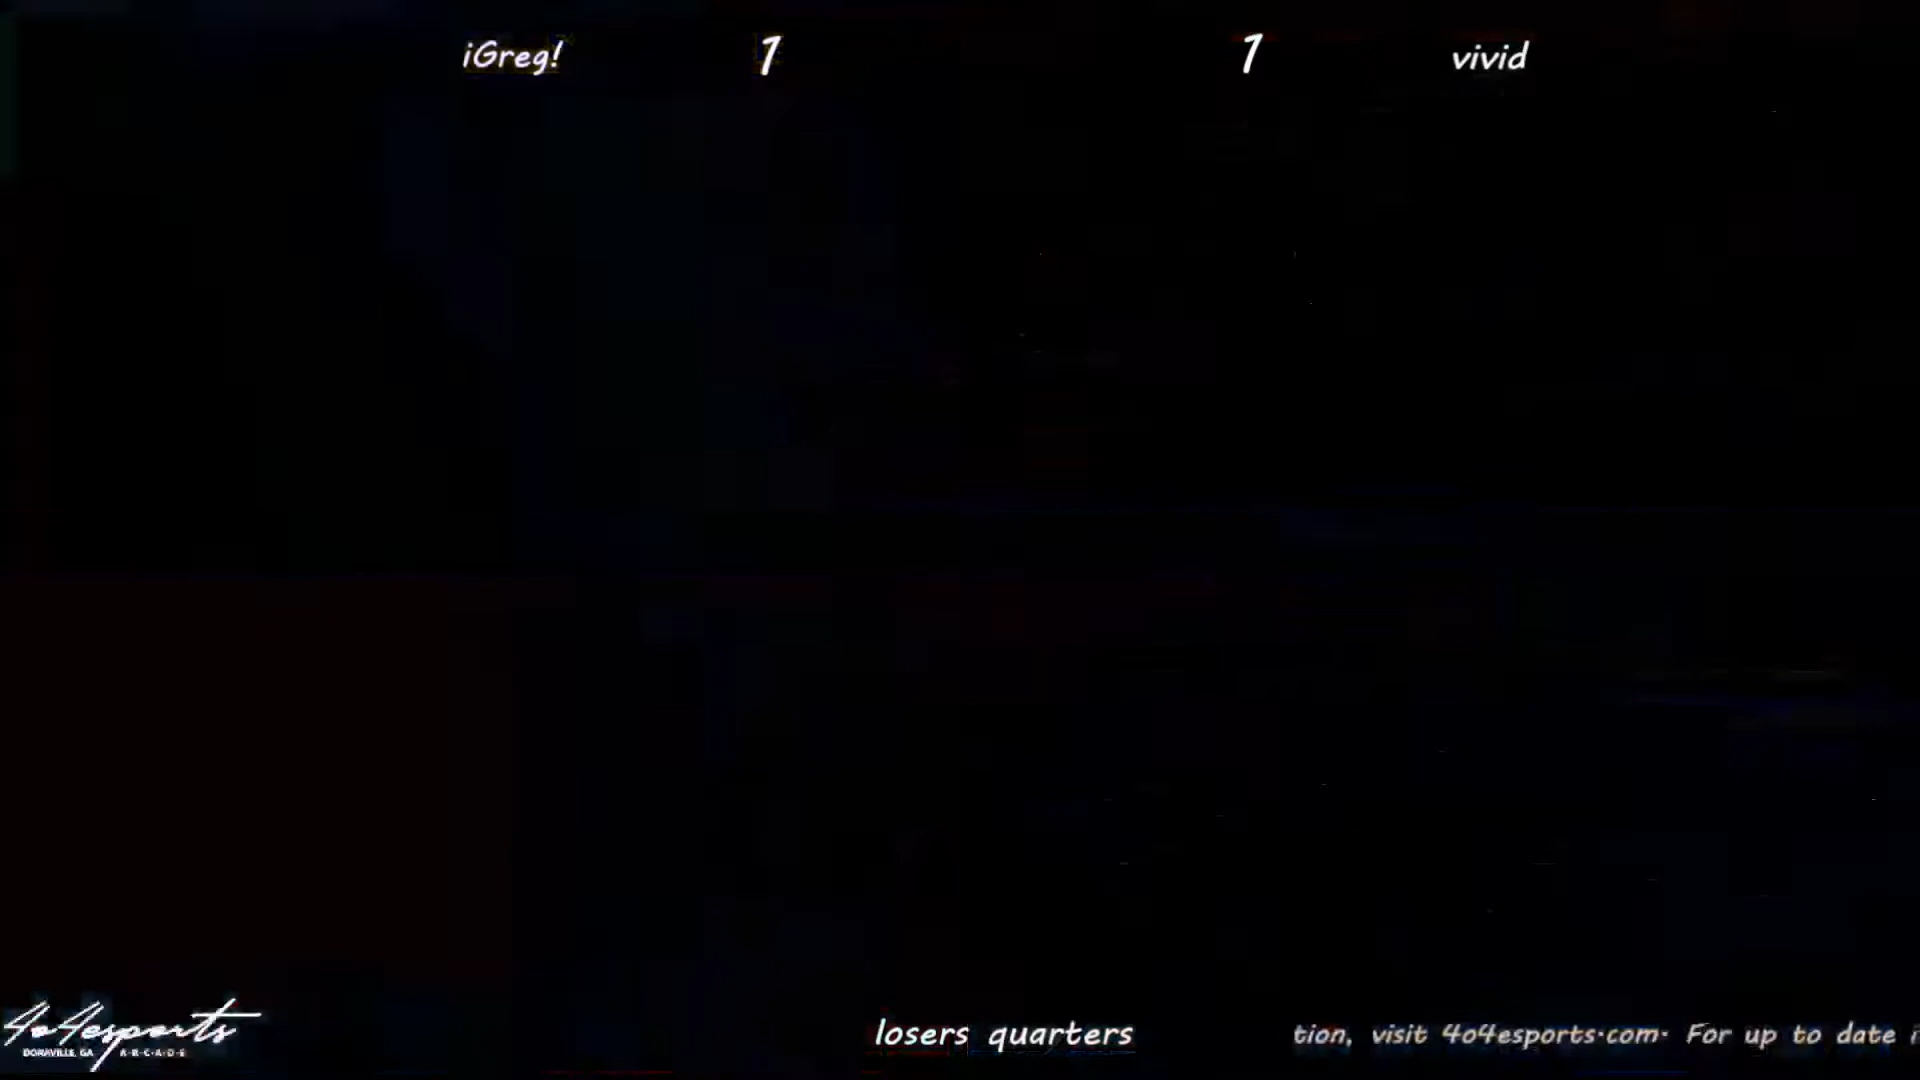 iGreg! 1 1 vivid
4o4esports
DORAVILLE, GA A·R·C·A·D·E
losers quarters
tion, visit 4o4esports·com· For up to date